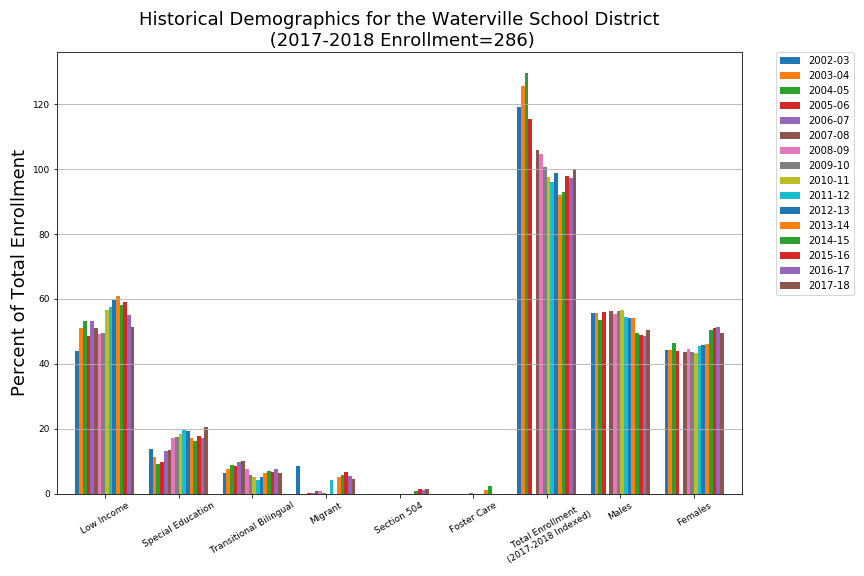 Historical Demographics for the Waterville School District
(2017-2018 Enrollment=286)
Percent of Total Enrollment
120
100
80
60
40
20
0
Low Income
Special Education
Transitional Bilingual
Migrant
Section 504
Foster Care
Total Enrollment
(2017-2018 Indexed)
Males
Females
2002-03
2003-04
2004-05
2005-06
2006-07
2007-08
2008-09
2009-10
2010-11
2011-12
2012-13
2013-14
2014-15
2015-16
2016-17
2017-18